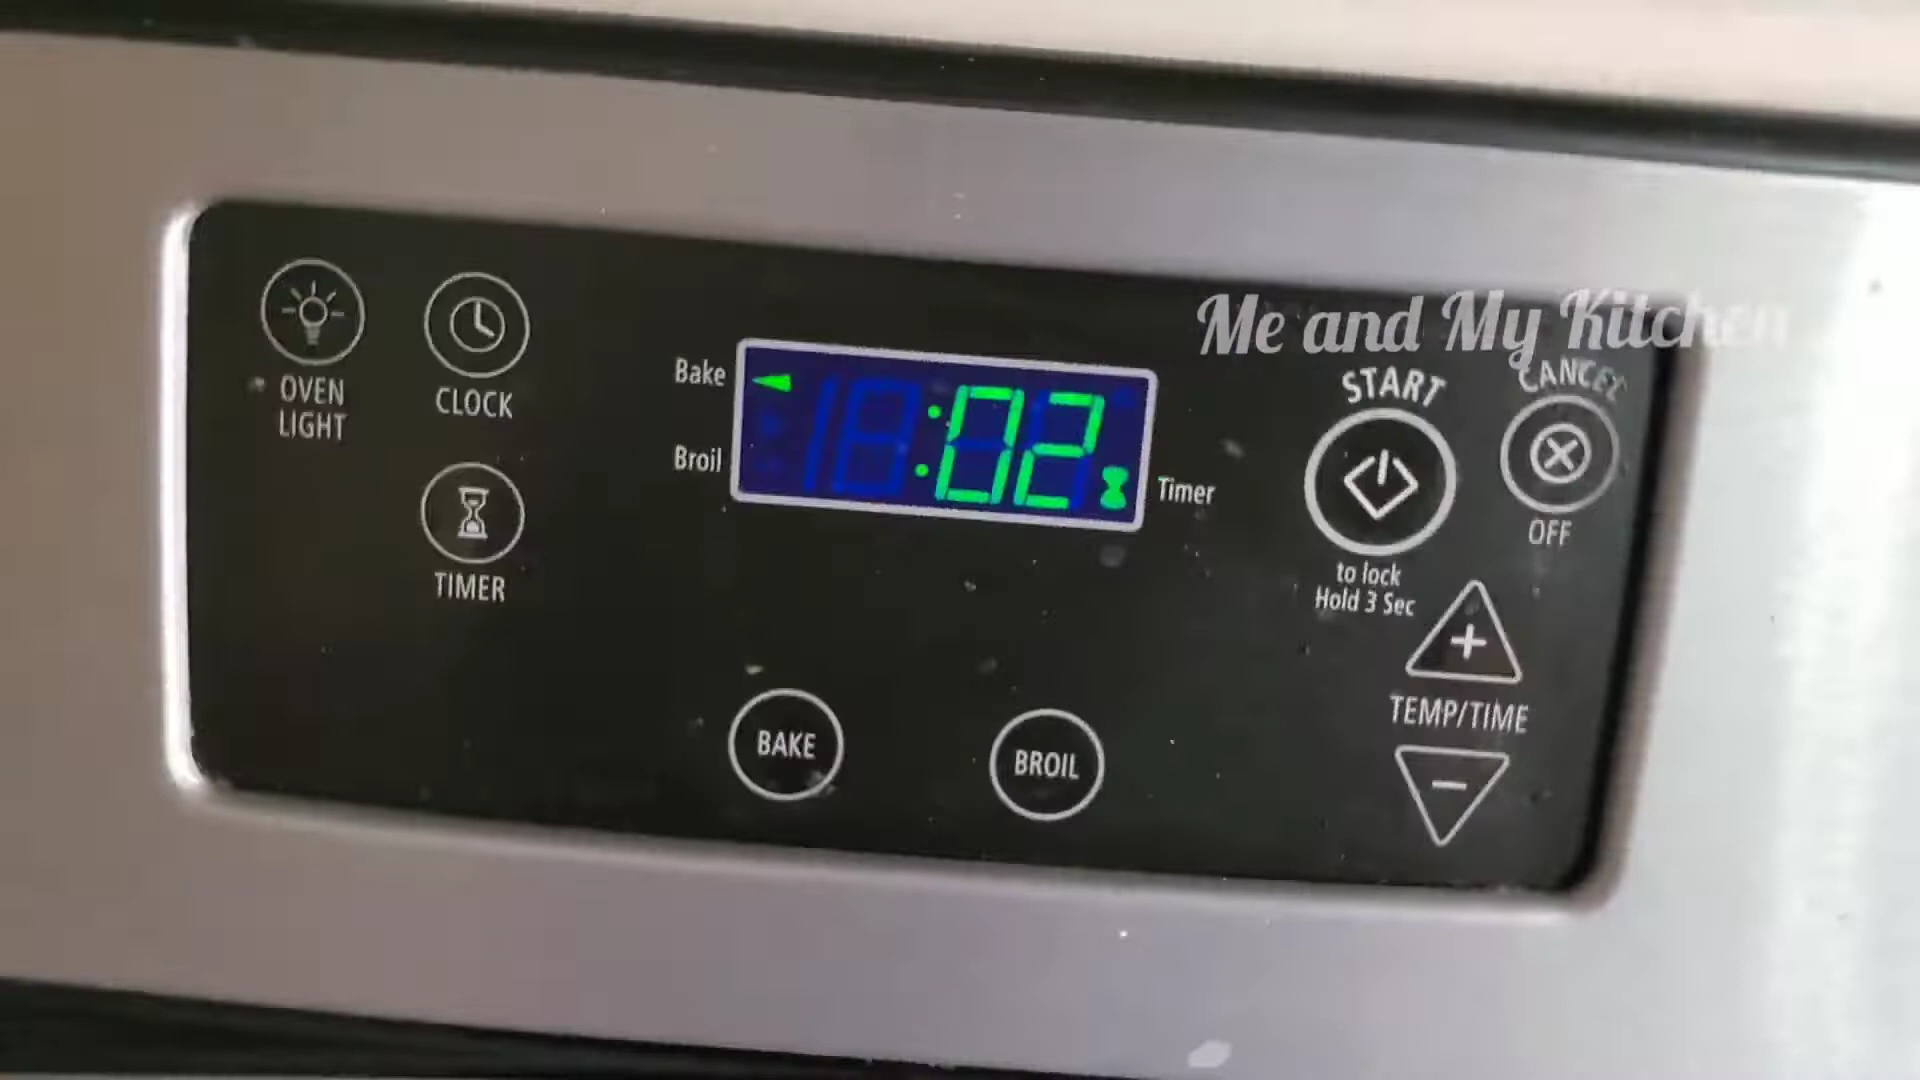 Me and My Kitchen
OVEN
LIGHT
CLOCK
TIMER
Bake
Broil
:02
Timer
START
to lock
Hold 3 Sec
CANCEL
OFF
TEMP/TIME
BAKE
BROIL